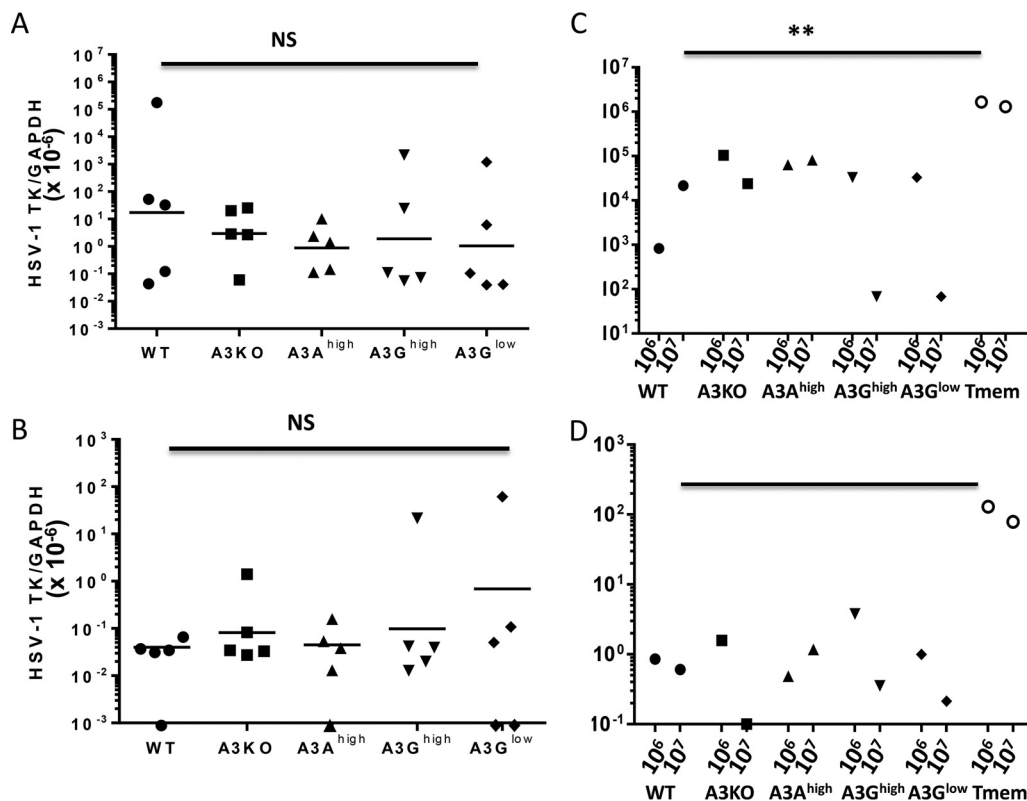 A
NS
HSV-1 TK/GAPDH
(x 10-6)
10^7
10^6
10^5
10^4
10^3
10^2
10^1
10^0
10^-1
10^-2
10^-3
WT A3KO A3A^high A3G^high A3G^low
C
**
10^7
10^6
10^5
10^4
10^3
10^2
10^1
10^6 10^7 10^6 10^7 10^6 10^7 10^6 10^7 10^6 10^7 10^6 10^7
WT A3KO A3A^high A3G^high A3G^low Tmem
B
NS
HSV-1 TK/GAPDH
(x 10-6)
10^3
10^2
10^1
10^0
10^-1
10^-2
10^-3
WT A3KO A3A^high A3G^high A3G^low
D
10^3
10^2
10^1
10^0
10^-1
10^6 10^7 10^6 10^7 10^6 10^7 10^6 10^7 10^6 10^7 10^6 10^7
WT A3KO A3A^high A3G^high A3G^low Tmem